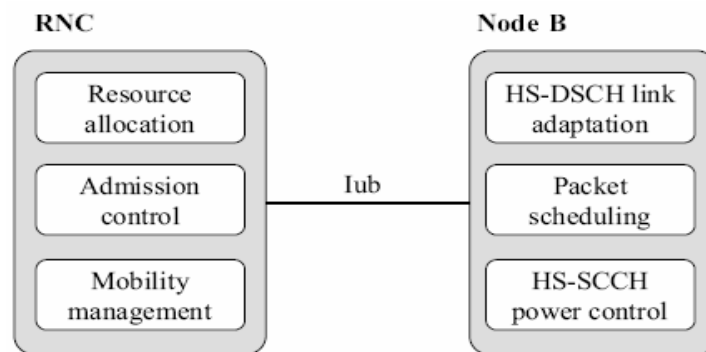 RNC
Resource
allocation
Admission
control
Mobility
management
Iub
Node B
HS-DSCH link
adaptation
Packet
scheduling
HS-SCCH
power control